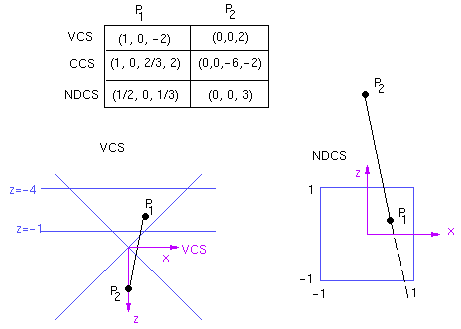 P1 P2
VCS (1, 0, -2) (0,0,2)
CCS (1, 0, 2/3, 2) (0,0,-6,-2)
NDCS (1/2, 0, 1/3) (0, 0, 3)
VCS
z=-4
P1
z=-1
VCS
x
P2
z
P2
NDCS
z
1
P1
x
-1
-1 1